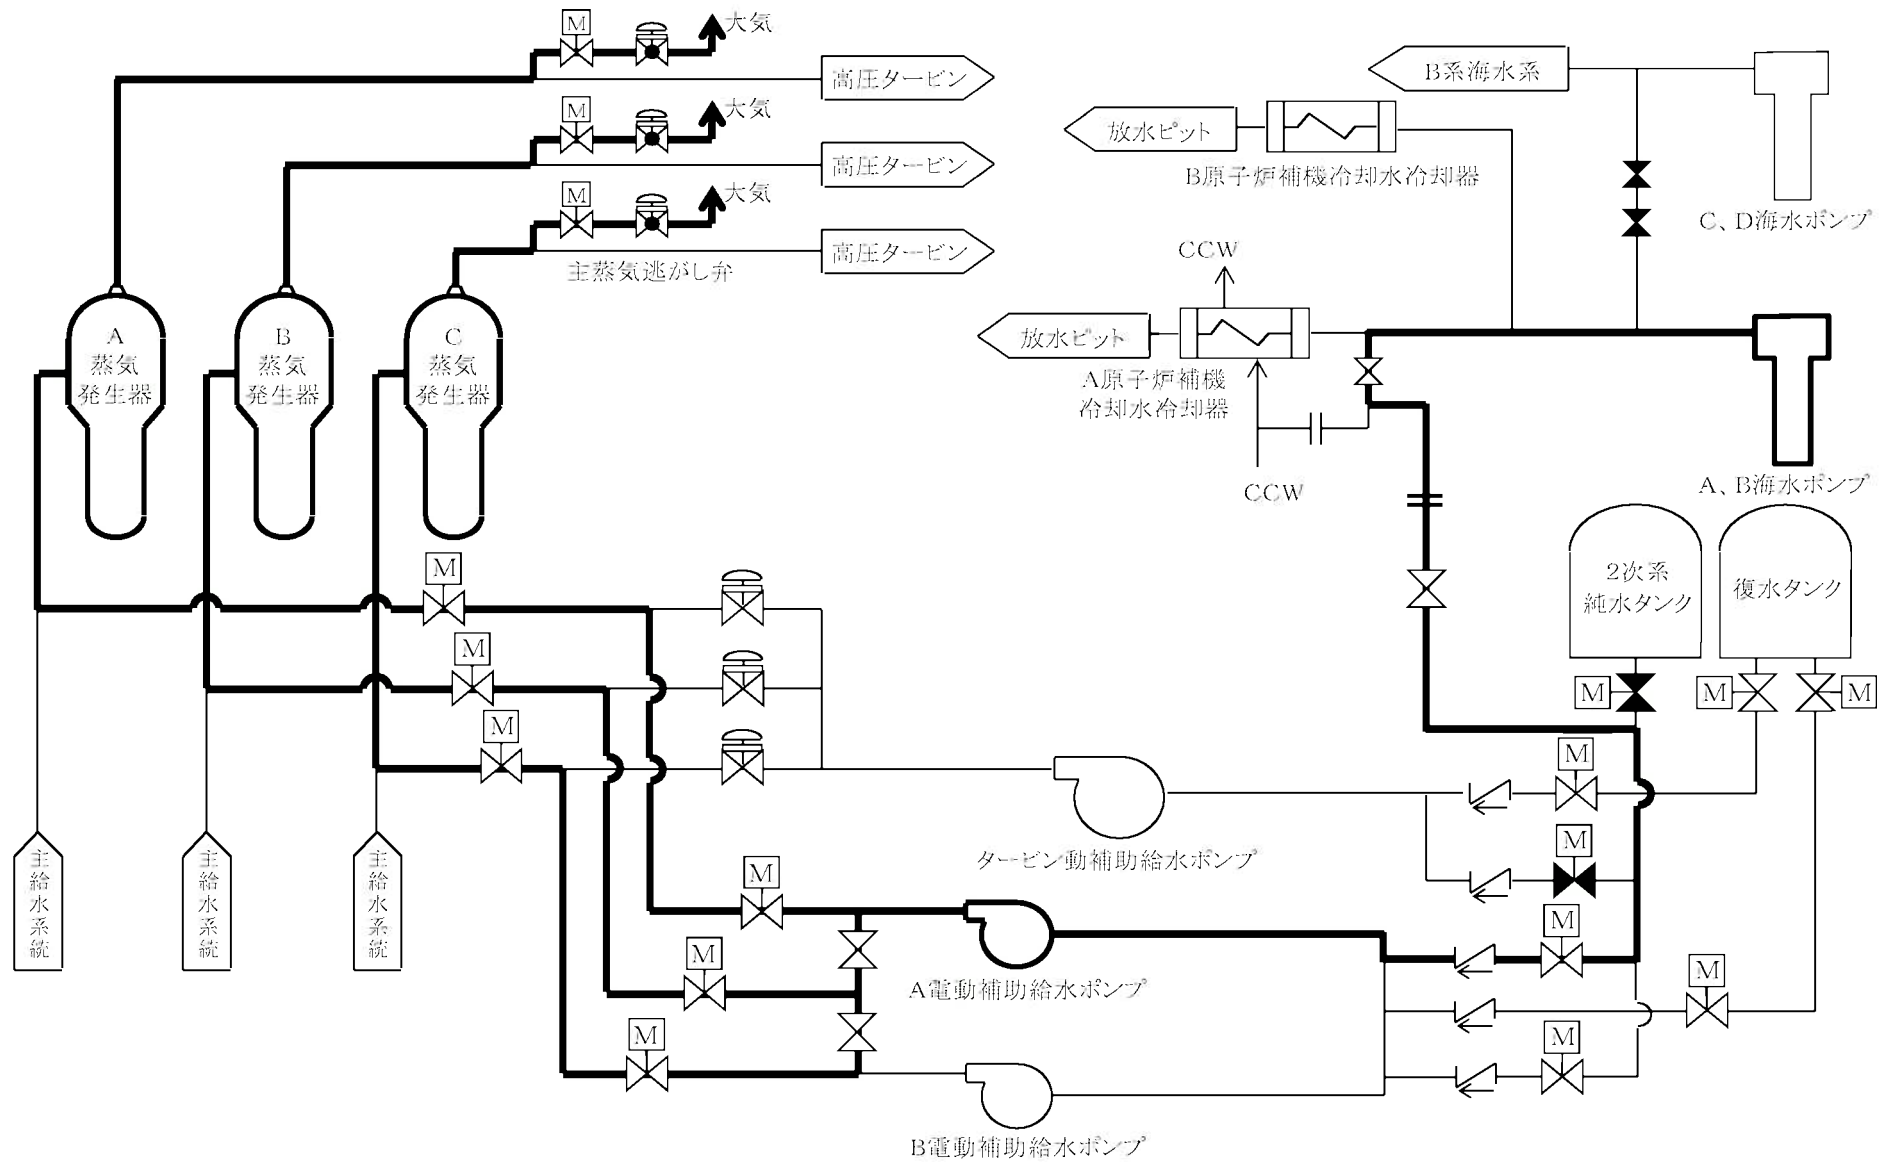 M
大気
高圧タービン
M
大気
高圧タービン
M
大気
高圧タービン
主蒸気逃がし弁
B系海水系
放水ピット
B原子炉補機冷却水冷却器
C、D海水ポンプ
CCW
放水ピット
A原子炉補機
冷却水冷却器
CCW
A、B海水ポンプ
A
蒸気
発生器
B
蒸気
発生器
C
蒸気
発生器
M
M
M
2次系
純水タンク
復水タンク
M
M
M
M
タービン動補助給水ポンプ
M
主給水系統
主給水系統
主給水系統
M
M
A電動補助給水ポンプ
M
M
M
M
B電動補助給水ポンプ
M